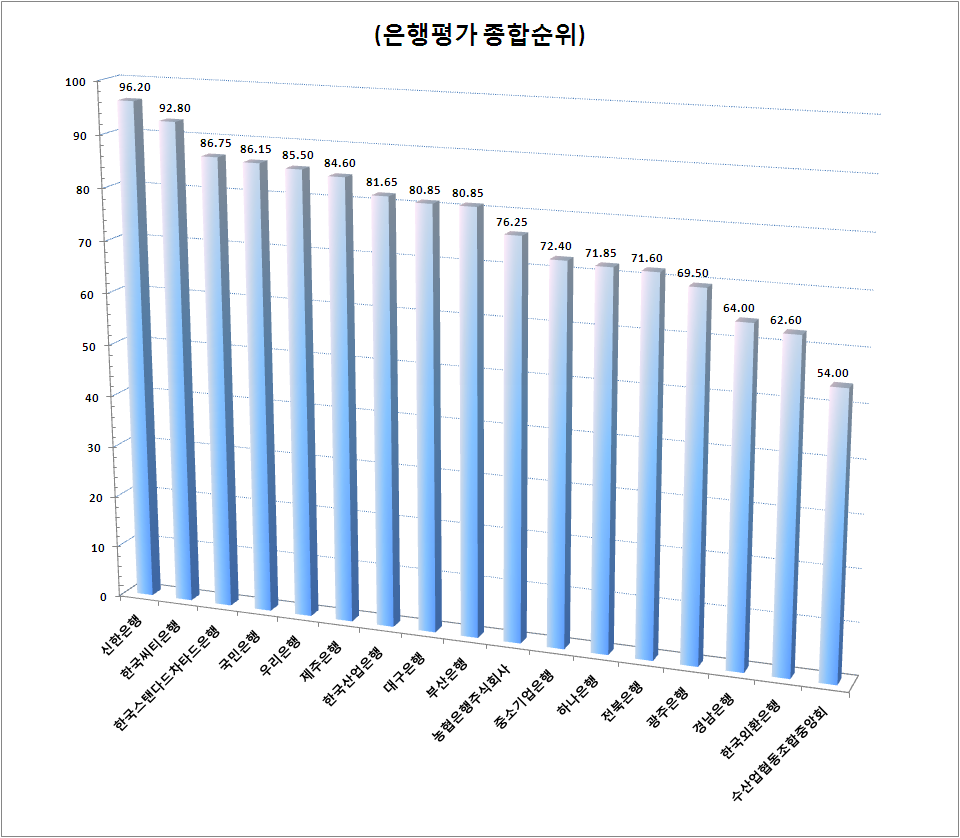 (은행평가 종합순위)
100
90
80
70
60
50
40
30
20
10
0
96.20
92.80
86.75
86.15
85.50
84.60
81.65
80.85
80.85
76.25
72.40
71.85
71.60
69.50
64.00
62.60
54.00
신한은행
한국씨티은행
한국스탠다드차타드은행
국민은행
우리은행
제주은행
한국산업은행
대구은행
부산은행
농협은행주식회사
중소기업은행
하나은행
전북은행
광주은행
경남은행
한국외환은행
수산업협동조합중앙회